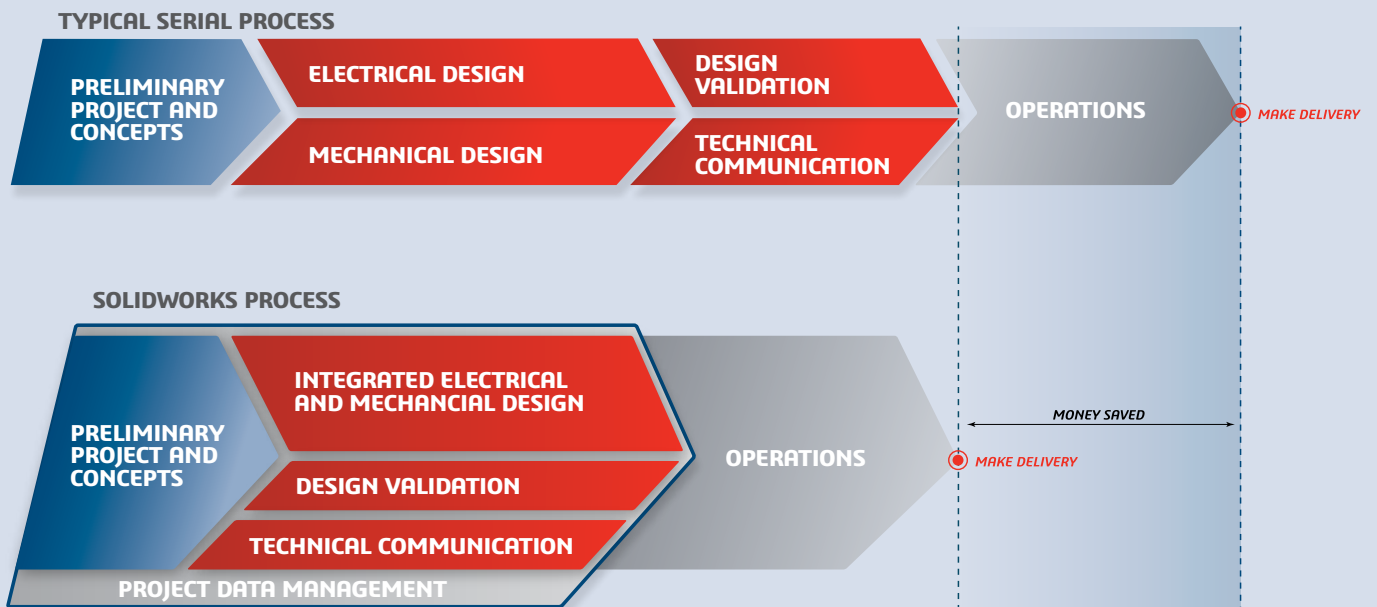 TYPICAL SERIAL PROCESS
PRELIMINARY
PROJECT AND
CONCEPTS
ELECTRICAL DESIGN
MECHANICAL DESIGN
DESIGN
VALIDATION
TECHNICAL
COMMUNICATION
OPERATIONS
MAKE DELIVERY
SOLIDWORKS PROCESS
PRELIMINARY
PROJECT AND
CONCEPTS
INTEGRATED ELECTRICAL
AND MECHANCIAL DESIGN
DESIGN VALIDATION
TECHNICAL COMMUNICATION
PROJECT DATA MANAGEMENT
OPERATIONS
MAKE DELIVERY
MONEY SAVED